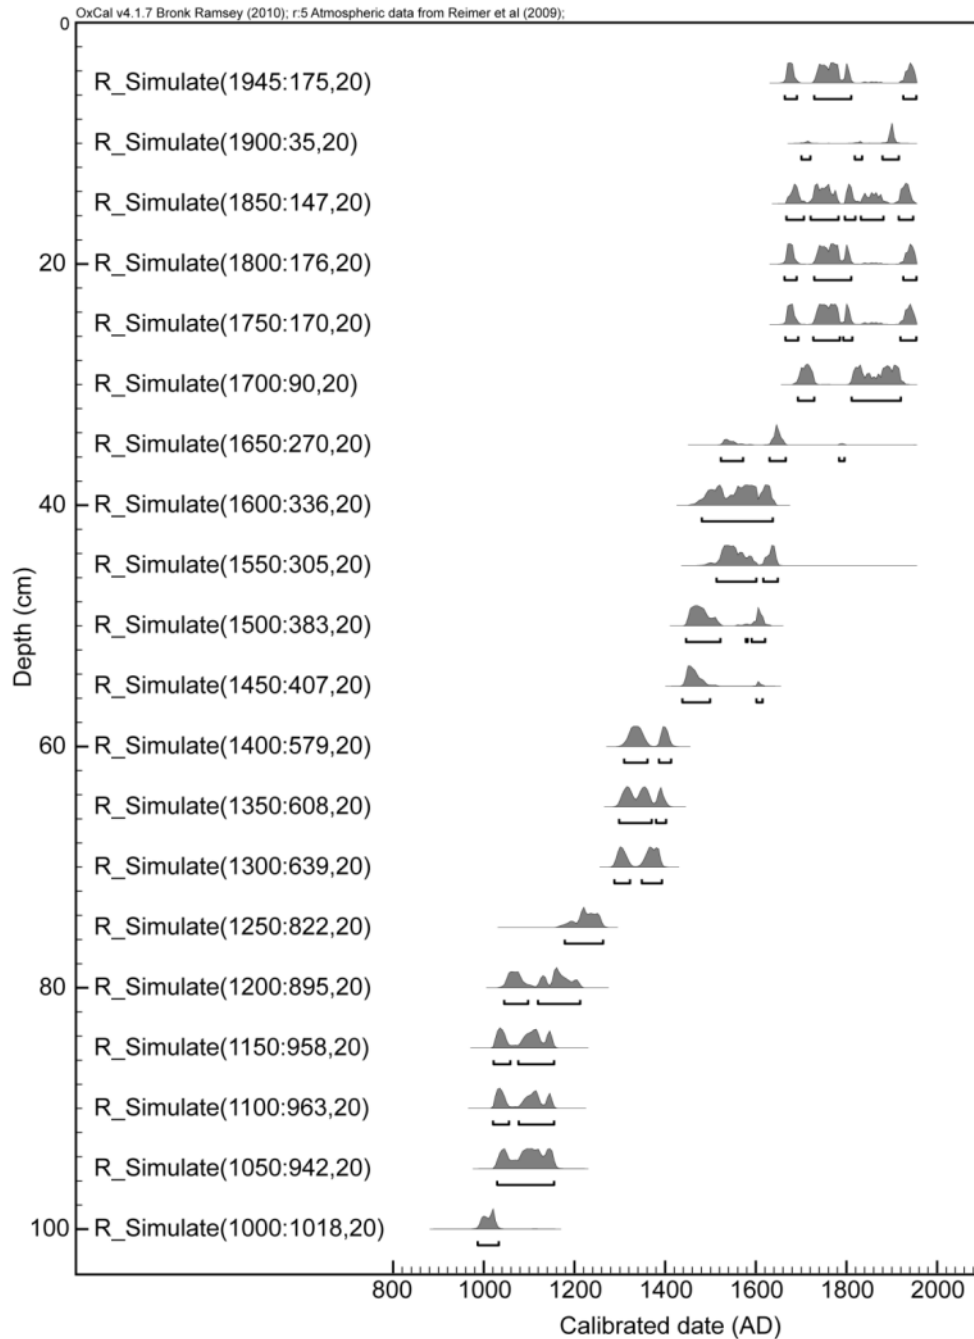 OxCal v4.1.7 Bronk Ramsey (2010); r:5 Atmospheric data from Reimer et al (2009);
0
R_Simulate(1945:175,20)
R_Simulate(1900:35,20)
R_Simulate(1850:147,20)
20 R_Simulate(1800:176,20)
R_Simulate(1750:170,20)
R_Simulate(1700:90,20)
R_Simulate(1650:270,20)
40 R_Simulate(1600:336,20)
R_Simulate(1550:305,20)
R_Simulate(1500:383,20)
Depth (cm)
R_Simulate(1450:407,20)
60 R_Simulate(1400:579,20)
R_Simulate(1350:608,20)
R_Simulate(1300:639,20)
R_Simulate(1250:822,20)
80 R_Simulate(1200:895,20)
R_Simulate(1150:958,20)
R_Simulate(1100:963,20)
R_Simulate(1050:942,20)
100 R_Simulate(1000:1018,20)
800 1000 1200 1400 1600 1800 2000
Calibrated date (AD)